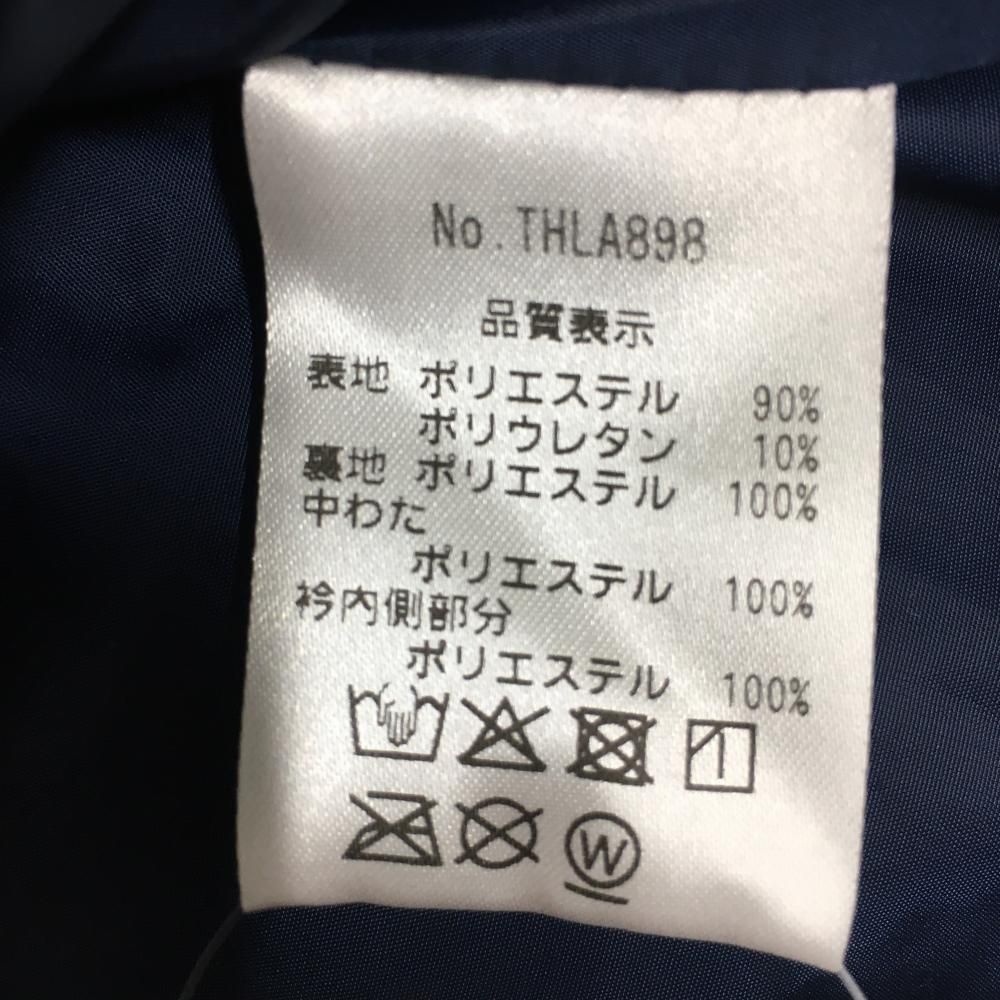 No.THLA898
品質表示
表地 ポリエステル 90%
ポリウレタン 10%
裏地 ポリエステル 100%
中わた
ポリエステル 100%
衿内側部分
ポリエステル 100%
W